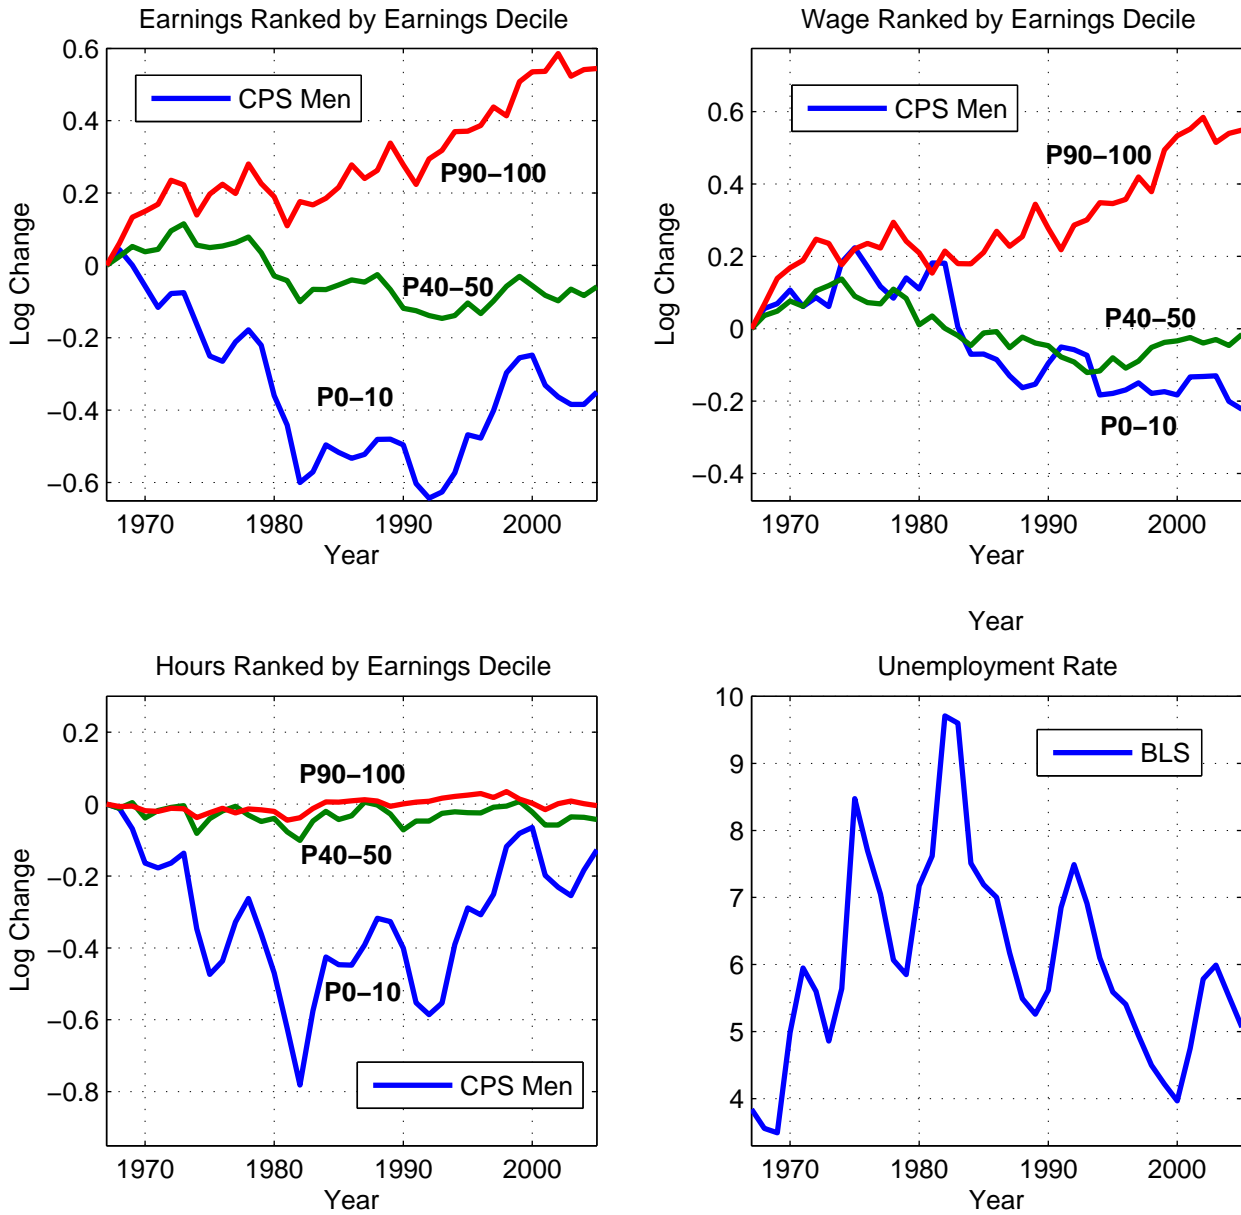 Earnings Ranked by Earnings Decile
0.6
0.4
0.2
0
−0.2
−0.4
−0.6
Log Change
CPS Men
P90−100
P40−50
P0−10
1970
1980
1990
2000
Year
Wage Ranked by Earnings Decile
0.6
0.4
0.2
0
−0.2
−0.4
Log Change
CPS Men
P90−100
P40−50
P0−10
1970
1980
1990
2000
Year
Hours Ranked by Earnings Decile
0.2
0
−0.2
−0.4
−0.6
−0.8
Log Change
P90−100
P40−50
P0−10
CPS Men
1970
1980
1990
2000
Year
Year
Unemployment Rate
10
9
8
7
6
5
4
BLS
1970
1980
1990
2000
Year